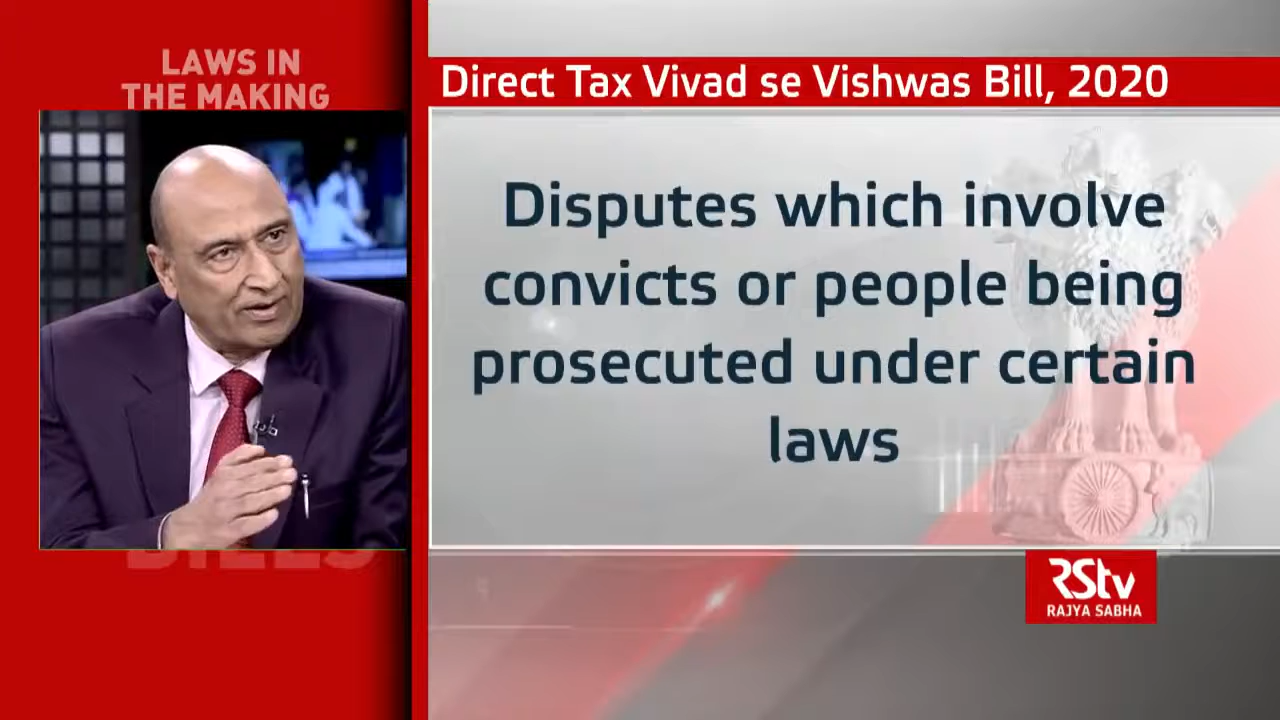 LAWS IN
THE MAKING
Direct Tax Vivad se Vishwas Bill, 2020
Disputes which involve
convicts or people being
prosecuted under certain
laws
BILLS
RStv
RAJYA SABHA